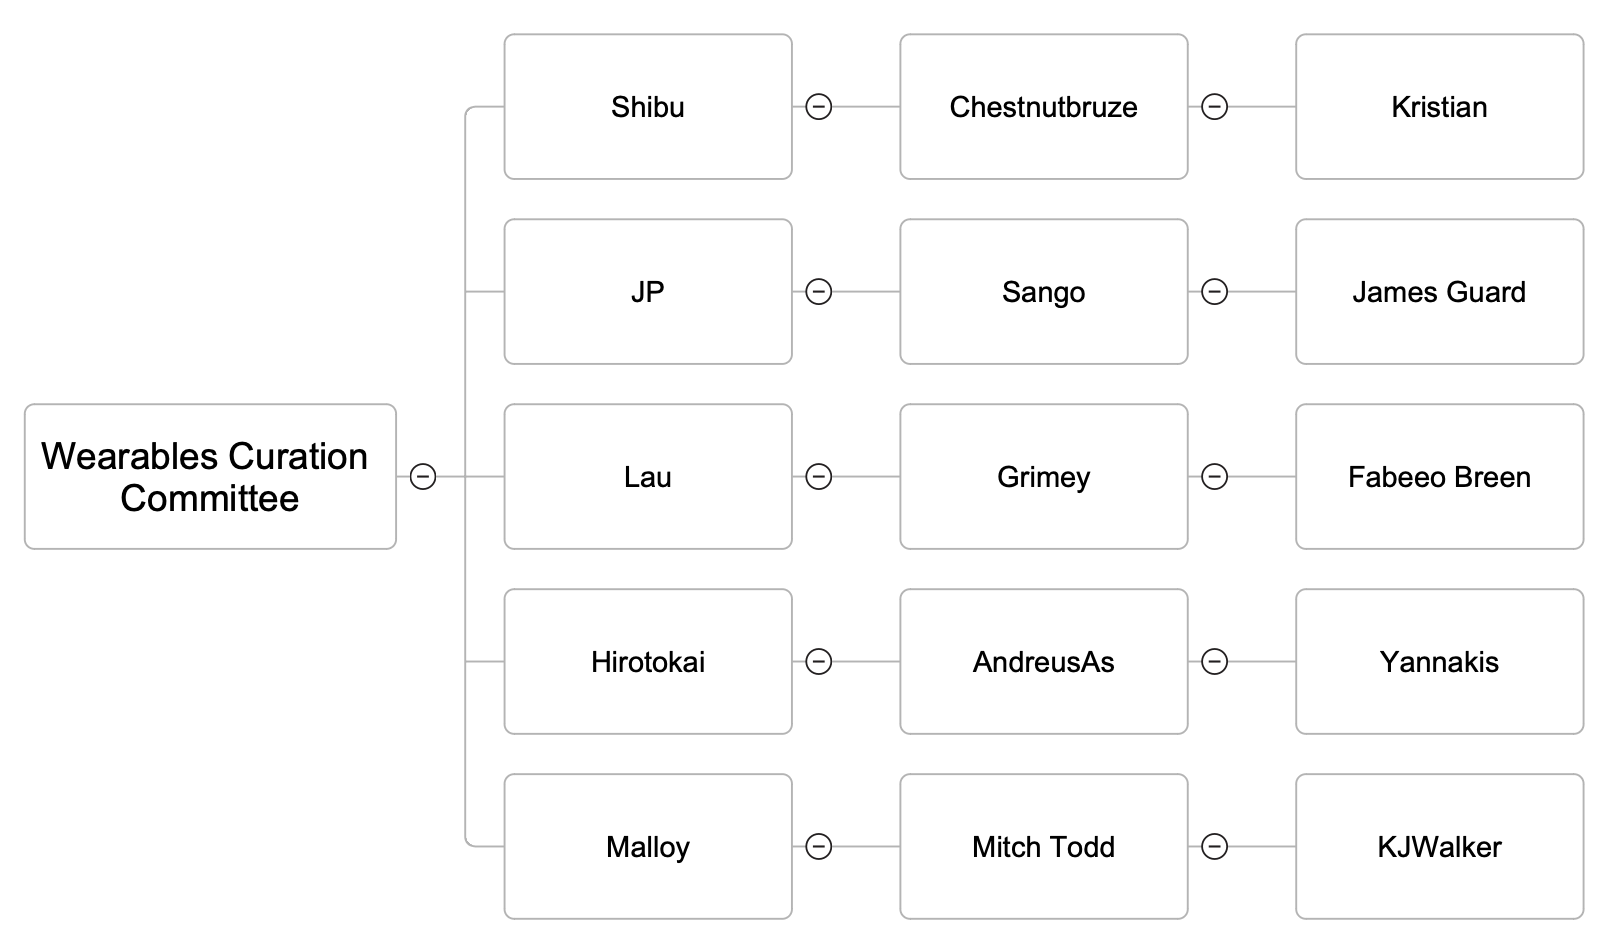 Shibu
Chestnutbruze
Kristian
JP
Sango
James Guard
Wearables Curation
Committee
Lau
Grimey
Fabeeo Breen
Hirotokai
AndreusAs
Yannakis
Malloy
Mitch Todd
KJWalker